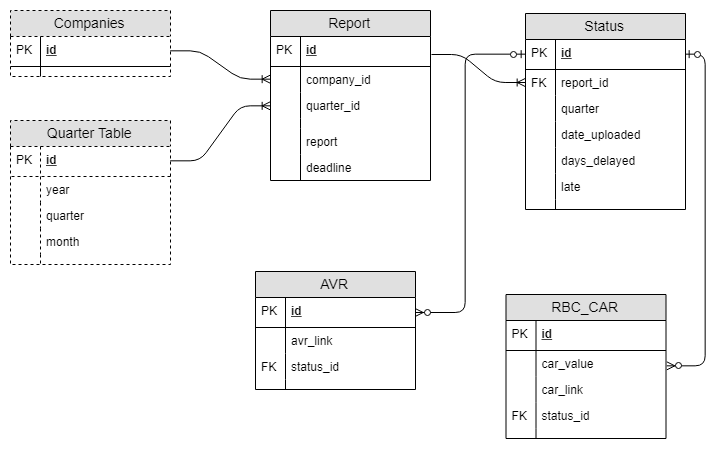 Companies
PK id
Report
PK id
company_id
quarter_id
report
deadline
Status
PK id
FK report_id
quarter
date_uploaded
days_delayed
late
Quarter Table
PK id
year
quarter
month
AVR
PK id
avr_link
FK status_id
RBC_CAR
PK id
car_value
car_link
FK status_id